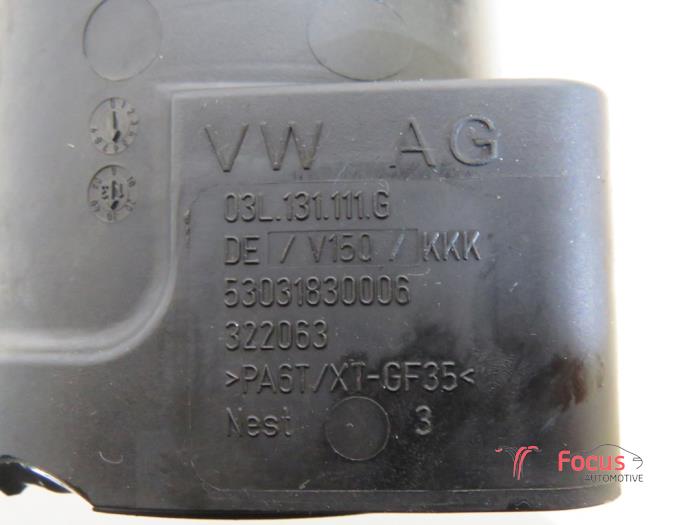 VW AG
03L.131.111.G
DE / V150 / KKK
53031830006
322063
>PA6T/XT-GF35<
Nest 3
Focus
AUTOMOTIVE